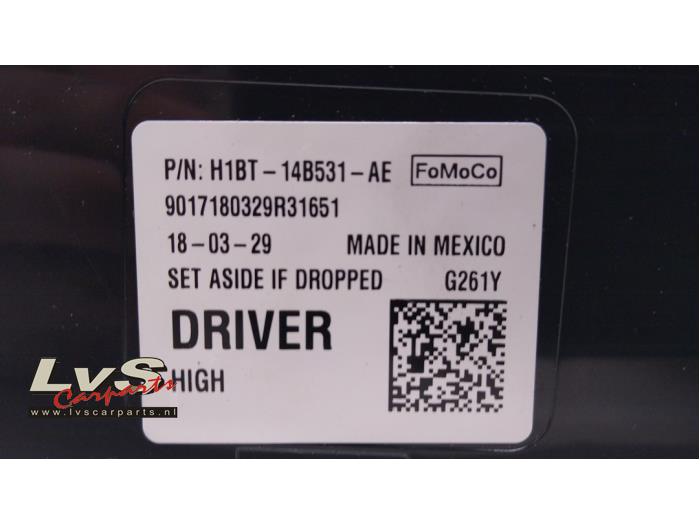 P/N: H1BT-14B531-AE FoMoCo
9017180329R31651
18-03-29 MADE IN MEXICO
SET ASIDE IF DROPPED G261Y
DRIVER
HIGH
LvS
Carparts
www.lvscarparts.nl